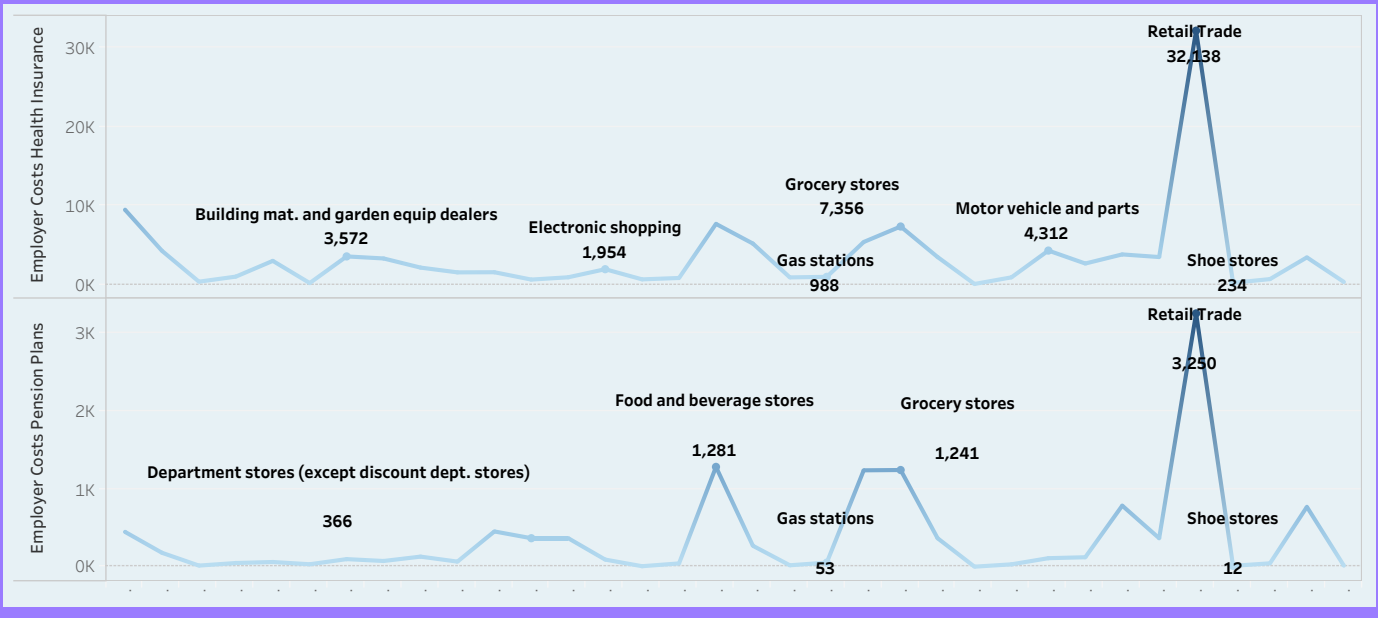 Employer Costs Health Insurance
30K
20K
10K
0K
Retail Trade
32,138
Grocery stores
7,356
Motor vehicle and parts
4,312
Building mat. and garden equip dealers
3,572
Electronic shopping
1,954
Gas stations
988
Shoe stores
234
Employer Costs Pension Plans
3K
2K
1K
0K
Retail Trade
3,250
Food and beverage stores
1,281
Grocery stores
1,241
Department stores (except discount dept. stores)
366
Gas stations
53
Shoe stores
12